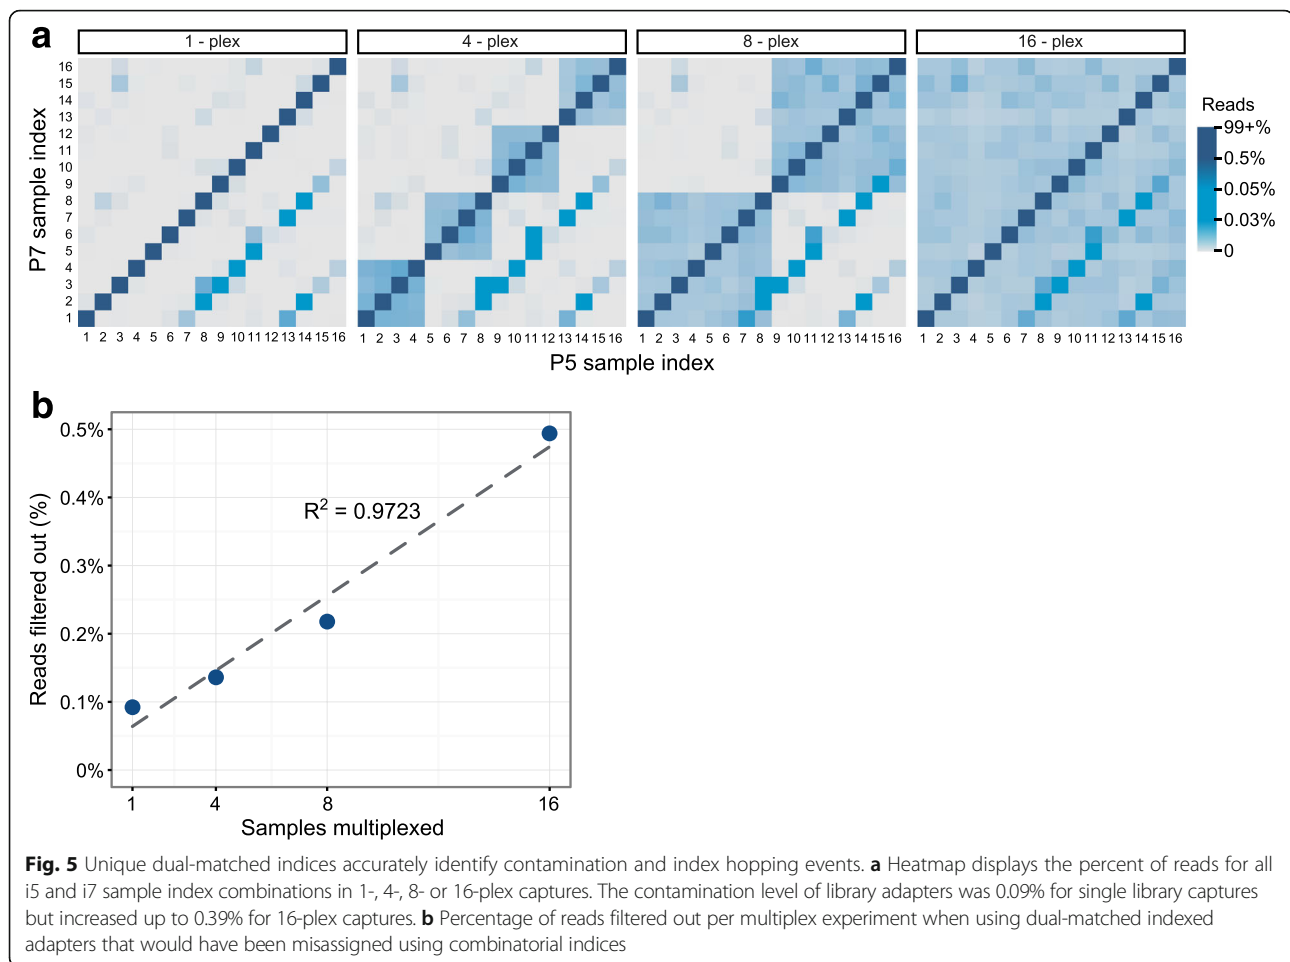 a
1 - plex
4 - plex
8 - plex
16 - plex
P7 sample index
16
15
14
13
12
11
10
9
8
7
6
5
4
3
2
1
1 2 3 4 5 6 7 8 9 10 11 12 13 14 15 16
1 2 3 4 5 6 7 8 9 10 11 12 13 14 15 16
1 2 3 4 5 6 7 8 9 10 11 12 13 14 15 16
1 2 3 4 5 6 7 8 9 10 11 12 13 14 15 16
P5 sample index
Reads
99+%
0.5%
0.05%
0.03%
0
b
Reads filtered out (%)
0.5%
0.4%
0.3%
0.2%
0.1%
0%
R² = 0.9723
1 4 8 16
Samples multiplexed
Fig. 5 Unique dual-matched indices accurately identify contamination and index hopping events. a Heatmap displays the percent of reads for all
i5 and i7 sample index combinations in 1-, 4-, 8- or 16-plex captures. The contamination level of library adapters was 0.09% for single library captures
but increased up to 0.39% for 16-plex captures. b Percentage of reads filtered out per multiplex experiment when using dual-matched indexed
adapters that would have been misassigned using combinatorial indices